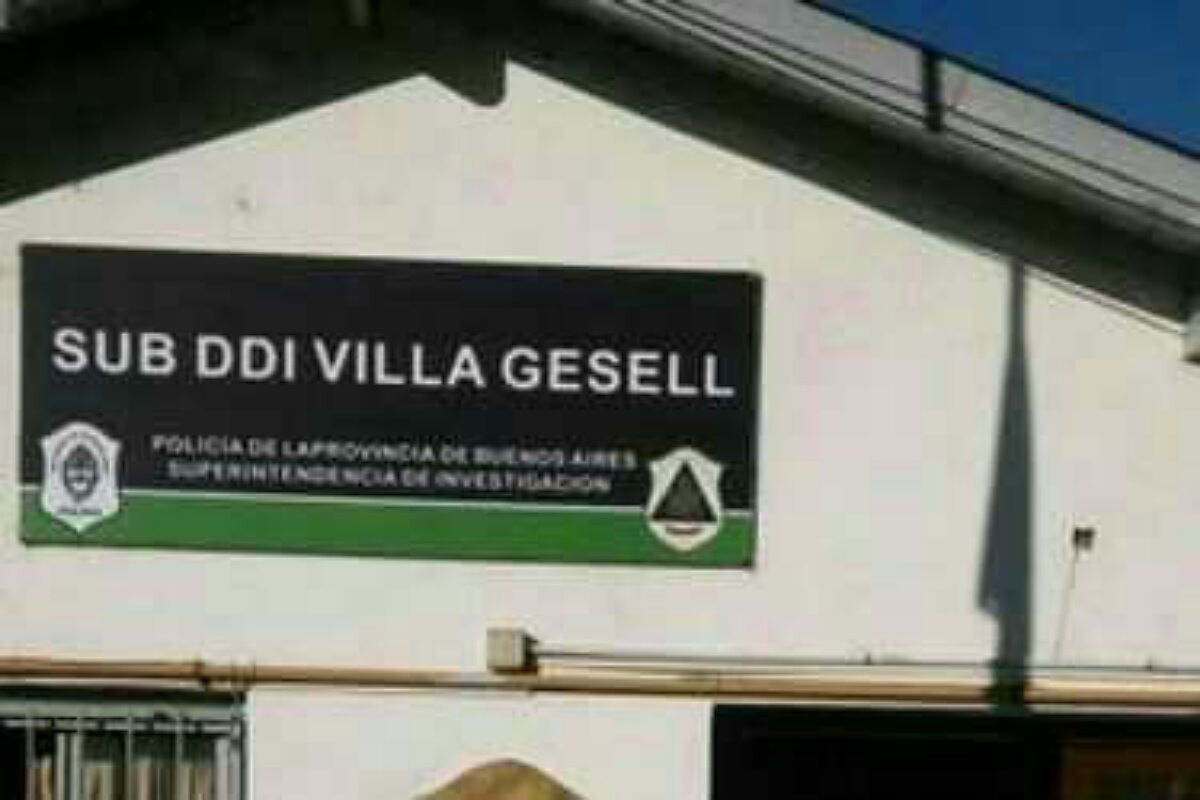 SUB DDI VILLA GESELL
POLICIA DE LAPROVINCIA DE BUENOS AIRES
SUPERINTENDENCIA DE INVESTIGACION